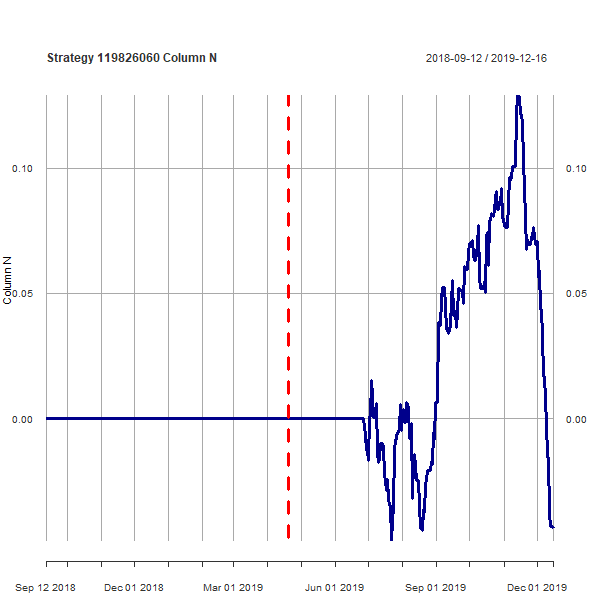 Strategy 119826060 Column N
2018-09-12 / 2019-12-16
0.10
0.10
0.05
0.05
0.00
0.00
Column N
Sep 12 2018
Dec 01 2018
Mar 01 2019
Jun 01 2019
Sep 01 2019
Dec 01 2019